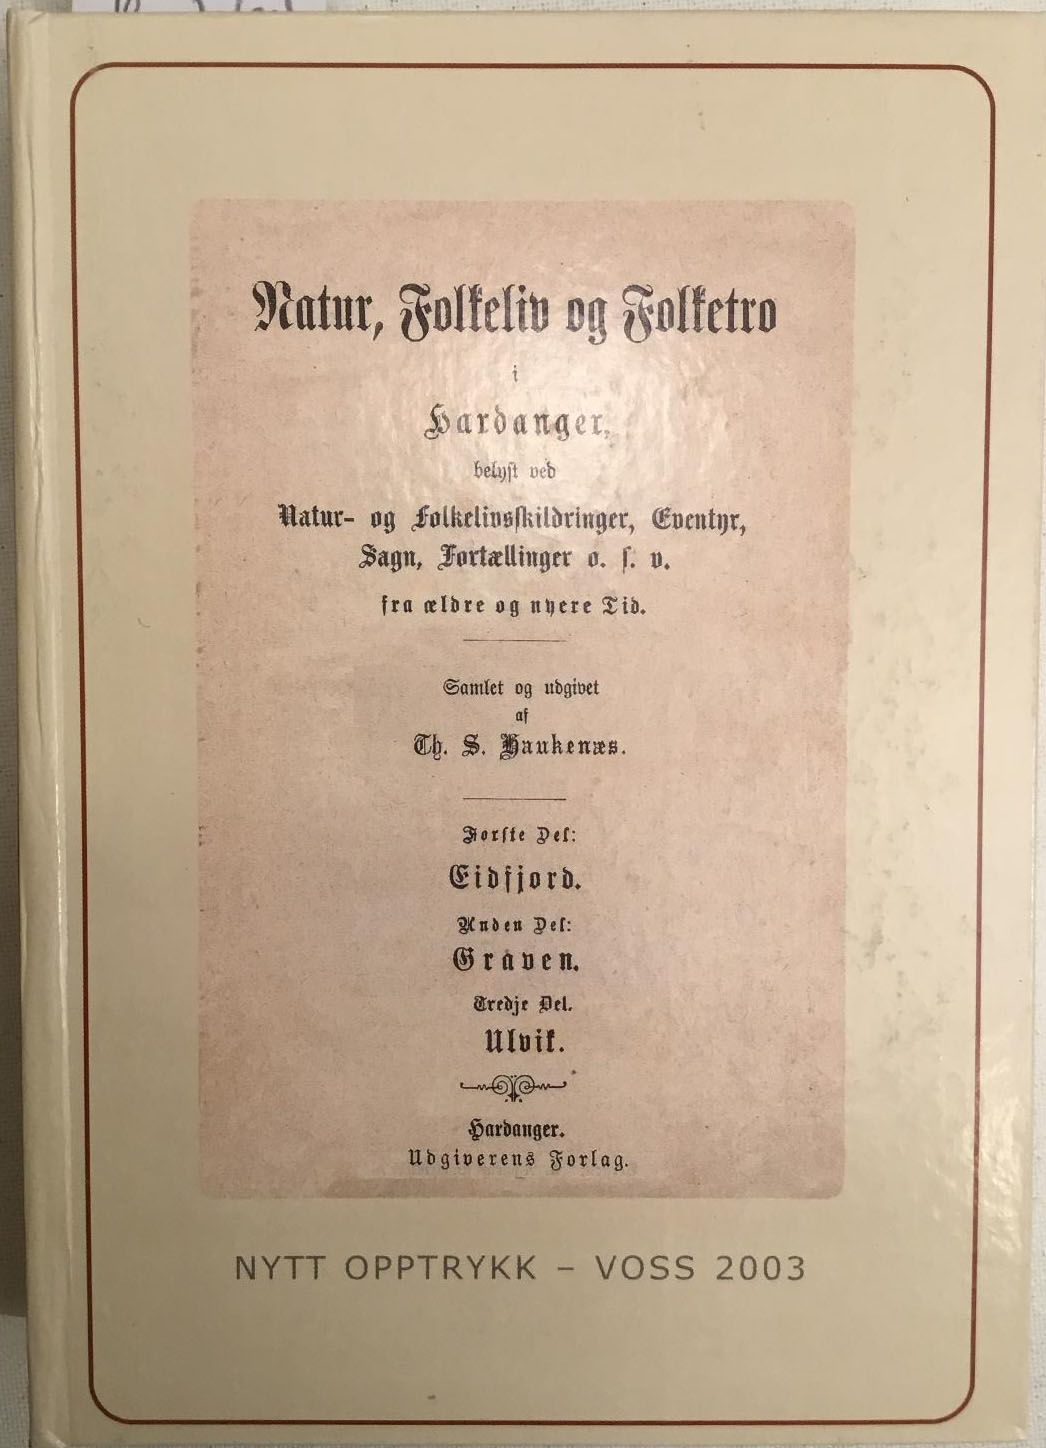 Natur, Folkeliv og Folketro
i
Hardanger,
belyst ved
Natur- og Folkelivsskildringer, Eventyr,
Sagn, Fortællinger o. s. v.
fra ældre og nyere Tid.
Samlet og udgivet
af
Th. S. Haukenæs.
Første Del:
Eidfjord.
Anden Del:
Graven.
Tredje Del.
Ulvik.
Hardanger.
Udgiverens Forlag.
NYTT OPPTRYKK – VOSS 2003